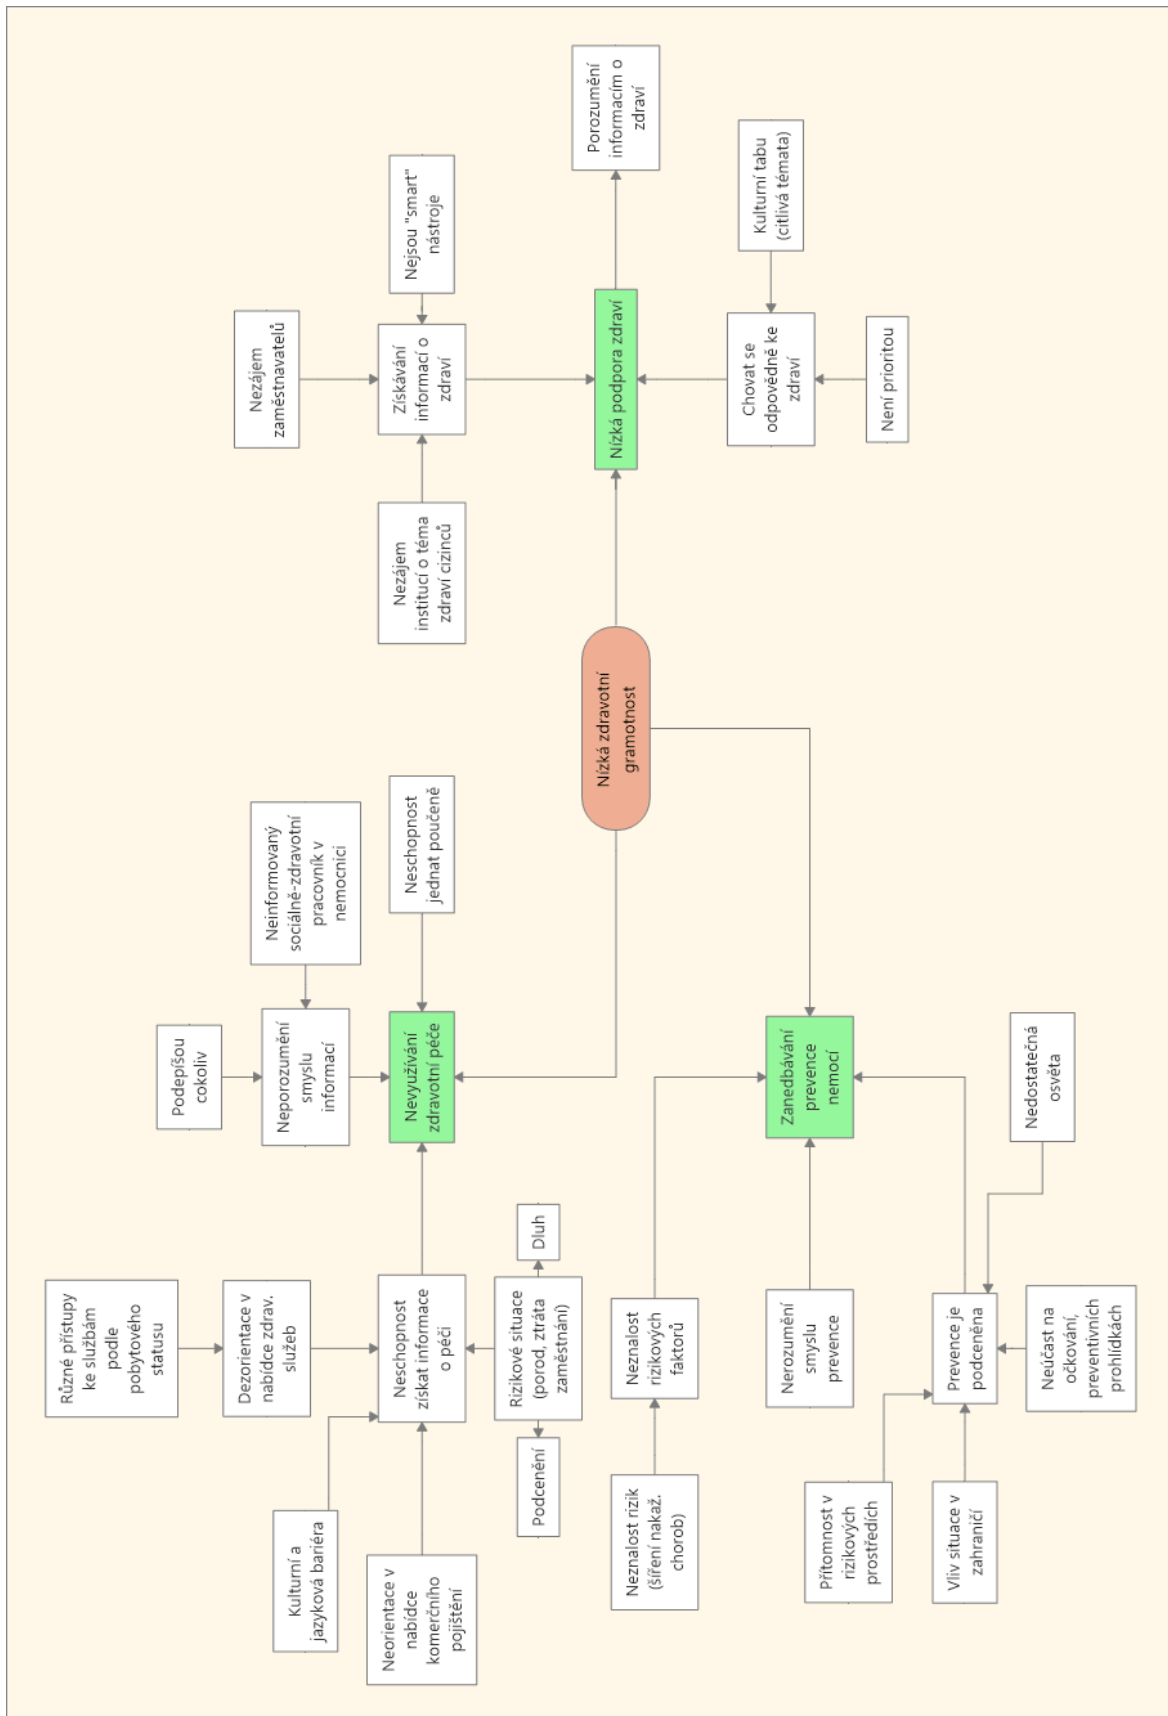 Různé přístupy
ke službám
podle
pobytového
statusu
Podepíšou
cokoliv
Dezorientace v
nabídce zdrav.
služeb
Nezájem
zaměstnavatelů
Kulturní a
jazyková bariéra
Neporozumění
smyslu
informací
Neinformovaný
sociálně-zdravotní
pracovník v
nemocnici
Neorientace v
nabídce
komerčního
pojištění
Neschopnost
získat informace
o péči
Nevyužívání
zdravotní péče
Neschopnost
jednat poučeně
Nezájem
institucí o téma
zdraví cizinců
Získávání
informací o
zdraví
Nejsou "smart"
nástroje
Podcenění
Rizikové situace
(porod, ztráta
zaměstnání)
Dluh
Neznalost rizik
(šíření nakaž.
chorob)
Neznalost
rizikových
faktorů
Nízká zdravotní
gramotnost
Nízká podpora zdraví
Porozumění
informacím o
zdraví
Nerozumění
smyslu
prevence
Zanedbávání
prevence
nemocí
Chovat se
odpovědně ke
zdraví
Kulturní tabu
(citlivá témata)
Přítomnost v
rizikových
prostředích
Není prioritou
Vliv situace v
zahraničí
Prevence je
podceněna
Nedostatečná
osvěta
Neúčast na
očkování,
preventivních
prohlídkách